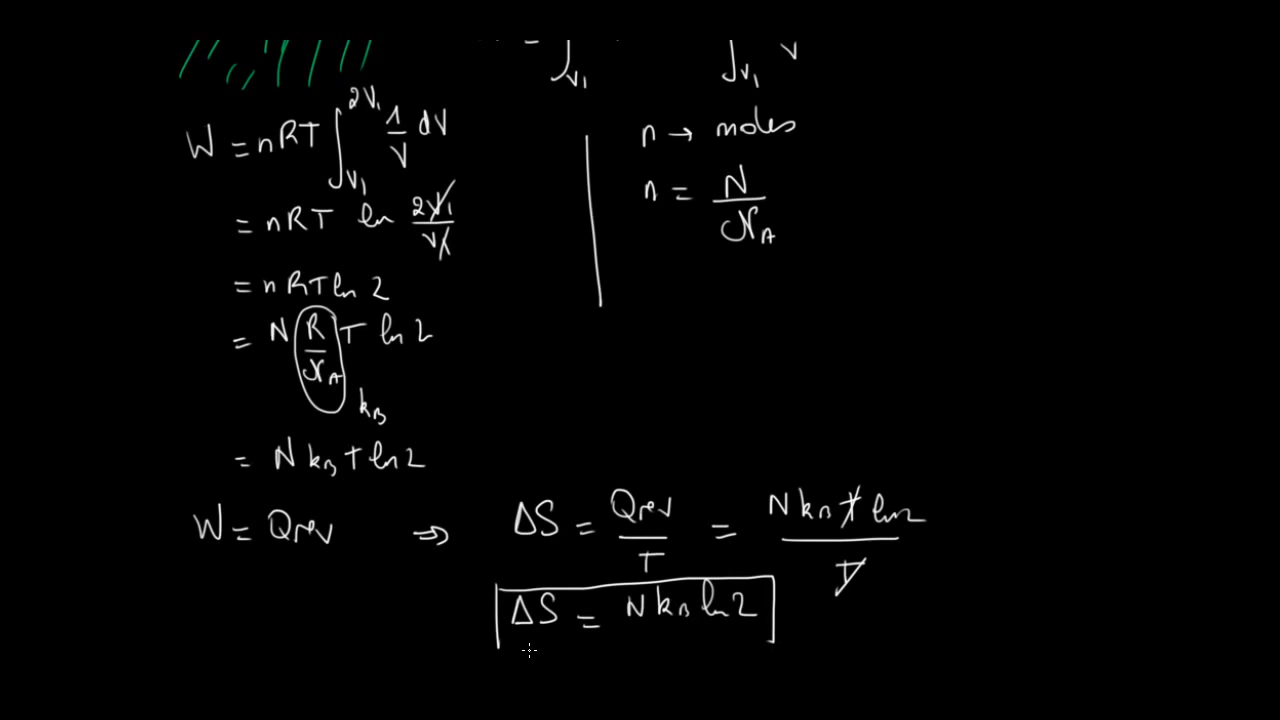 W = nRT ∫_{V₁}^{2V₁} 1/V dV
= nRT ln 2V₁/V₁
= nRT ln 2
= N R/𝒩_A T ln 2
k_B
= N k_B T ln 2
W = Qrev ⇒ ΔS = Qrev/T = N k_B T ln 2/T
ΔS = N k_B ln 2
n → moles
n = N/𝒩_A